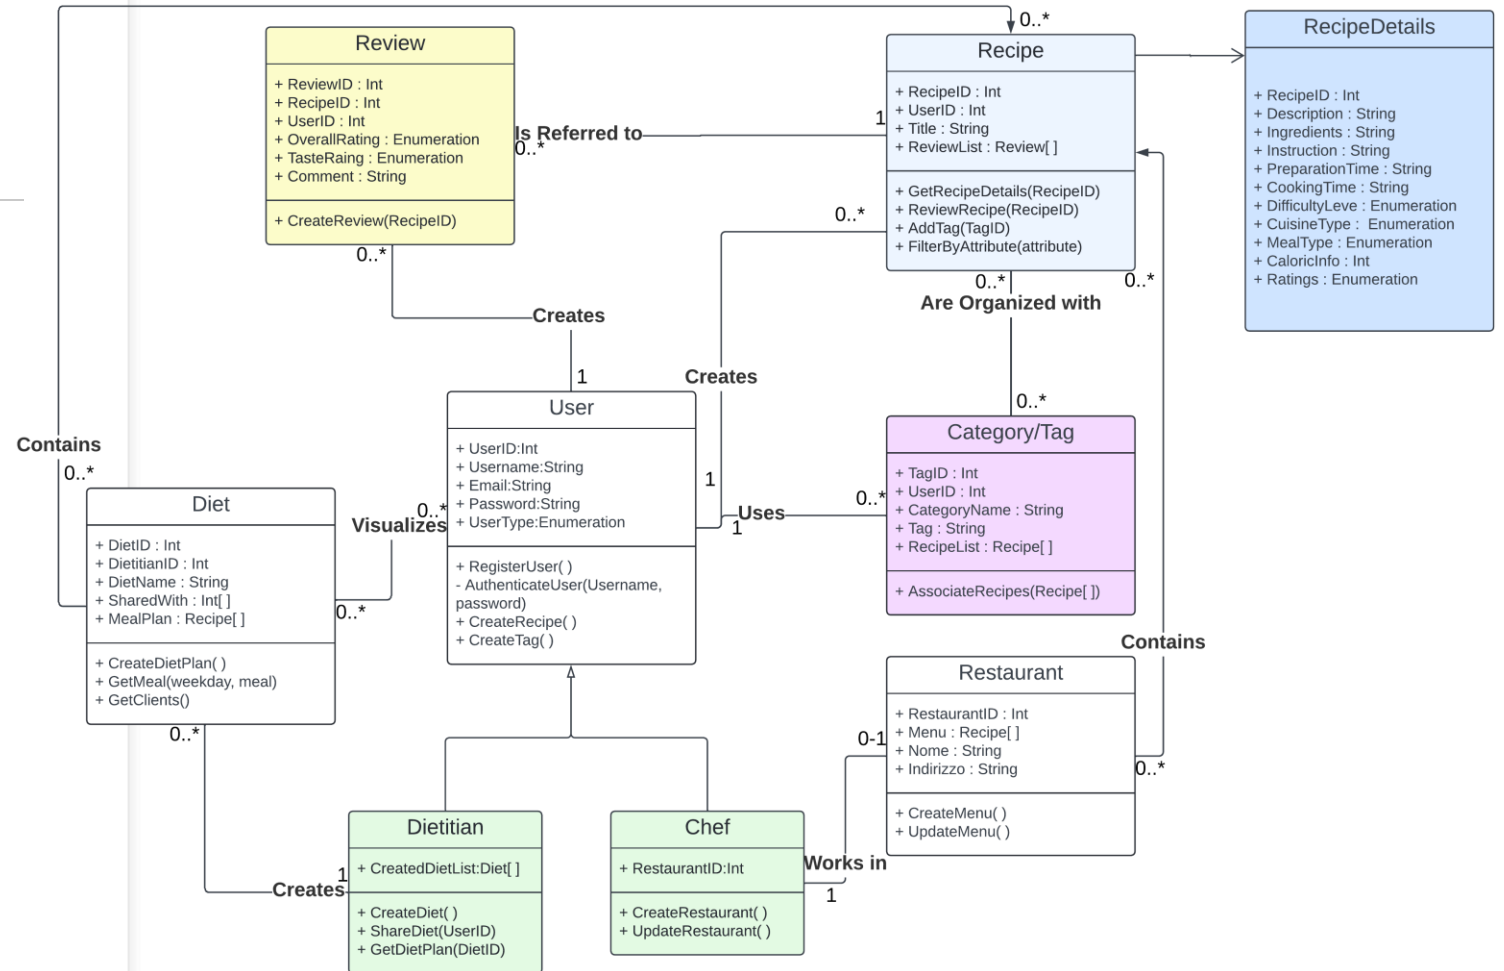 0..*
Review
+ ReviewID : Int
+ RecipeID : Int
+ UserID : Int
+ OverallRating : Enumeration
+ TasteRaing : Enumeration
+ Comment : String
+ CreateReview(RecipeID)
Is Referred to
0..*
1
Recipe
+ RecipeID : Int
+ UserID : Int
+ Title : String
+ ReviewList : Review[ ]
+ GetRecipeDetails(RecipeID)
+ ReviewRecipe(RecipeID)
+ AddTag(TagID)
+ FilterByAttribute(attribute)
RecipeDetails
+ RecipeID : Int
+ Description : String
+ Ingredients : String
+ Instruction : String
+ PreparationTime : String
+ CookingTime : String
+ DifficultyLeve : Enumeration
+ CuisineType :  Enumeration
+ MealType : Enumeration
+ CaloricInfo : Int
+ Ratings : Enumeration
0..*
0..*
0..*
0..*
Are Organized with
Creates
1
Creates
0..*
Contains
0..*
User
+ UserID:Int
+ Username:String
+ Email:String
+ Password:String
+ UserType:Enumeration
+ RegisterUser( )
- AuthenticateUser(Username,
password)
+ CreateRecipe( )
+ CreateTag( )
1
0..*
Uses
1
Category/Tag
+ TagID : Int
+ UserID : Int
+ CategoryName : String
+ Tag : String
+ RecipeList : Recipe[ ]
+ AssociateRecipes(Recipe[ ])
Diet
+ DietID : Int
+ DietitianID : Int
+ DietName : String
+ SharedWith : Int[ ]
+ MealPlan : Recipe[ ]
+ CreateDietPlan( )
+ GetMeal(weekday, meal)
+ GetClients()
0..*
Visualizes
0..*
0..*
Contains
Restaurant
+ RestaurantID : Int
+ Menu : Recipe[ ]
+ Nome : String
+ Indirizzo : String
+ CreateMenu( )
+ UpdateMenu( )
0-1
0..*
Dietitian
+ CreatedDietList:Diet[ ]
+ CreateDiet( )
+ ShareDiet(UserID)
+ GetDietPlan(DietID)
1
Creates
Chef
+ RestaurantID:Int
+ CreateRestaurant( )
+ UpdateRestaurant( )
Works in
1